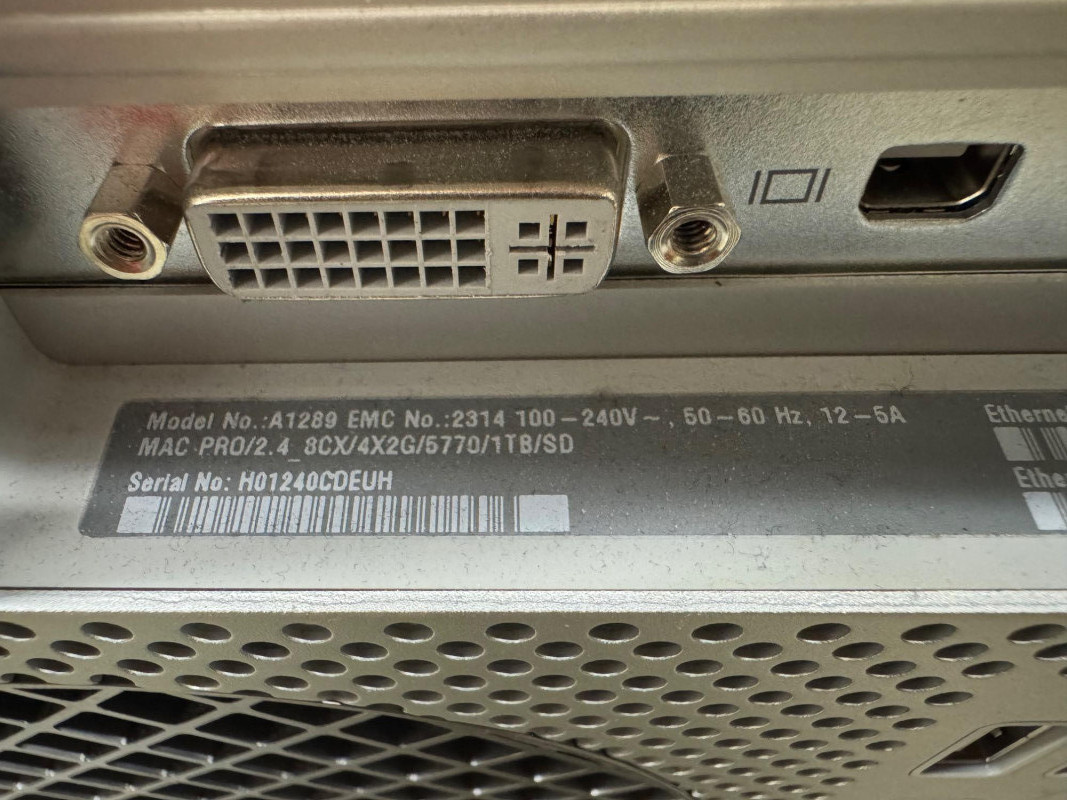 Model No.:A1289 EMC No.:2314 100-240V~, 50-60 Hz, 12-5A
MAC PRO/2.4_8CX/4X2G/5770/1TB/SD
Serial No: H01240CDEUH
Etherne
Ethe